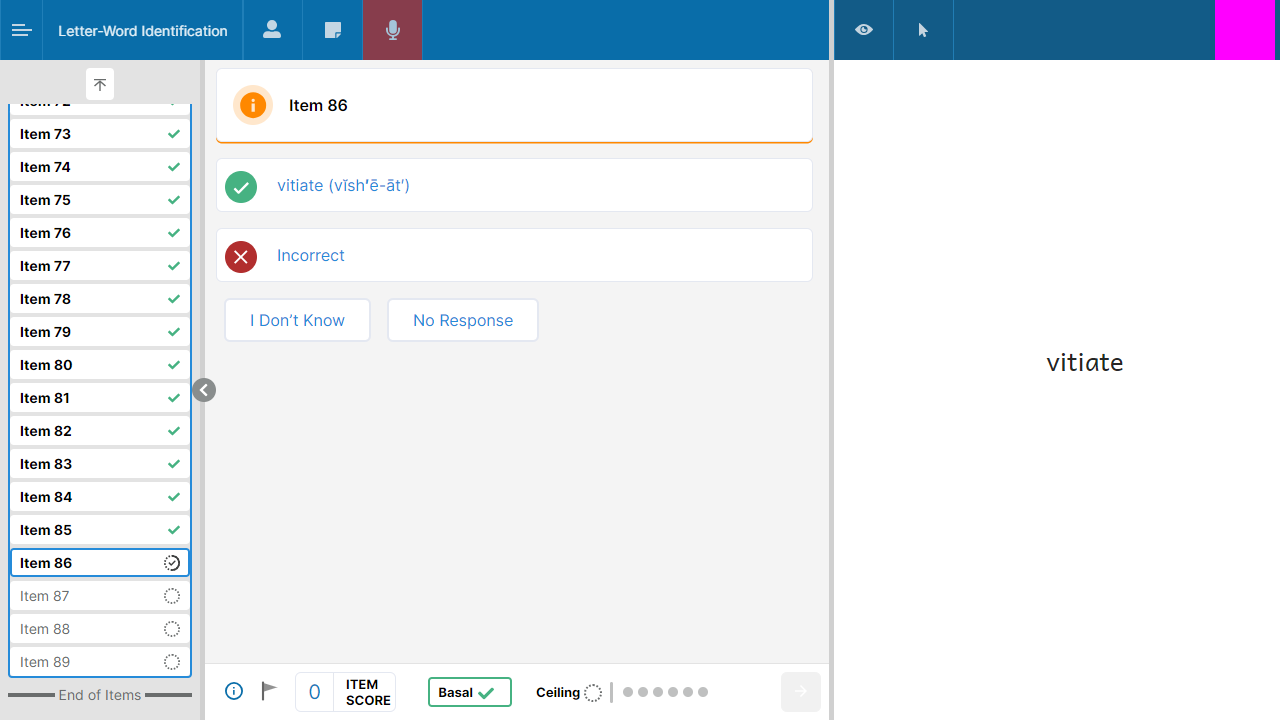 Letter-Word Identification
Item 72
Item 73
Item 74
Item 75
Item 76
Item 77
Item 78
Item 79
Item 80
Item 81
Item 82
Item 83
Item 84
Item 85
Item 86
Item 87
Item 88
Item 89
End of Items
Item 86
vitiate (vĭsh′ē-āt′)
Incorrect
I Don’t Know
No Response
0
ITEM
SCORE
Basal
Ceiling
vitiate